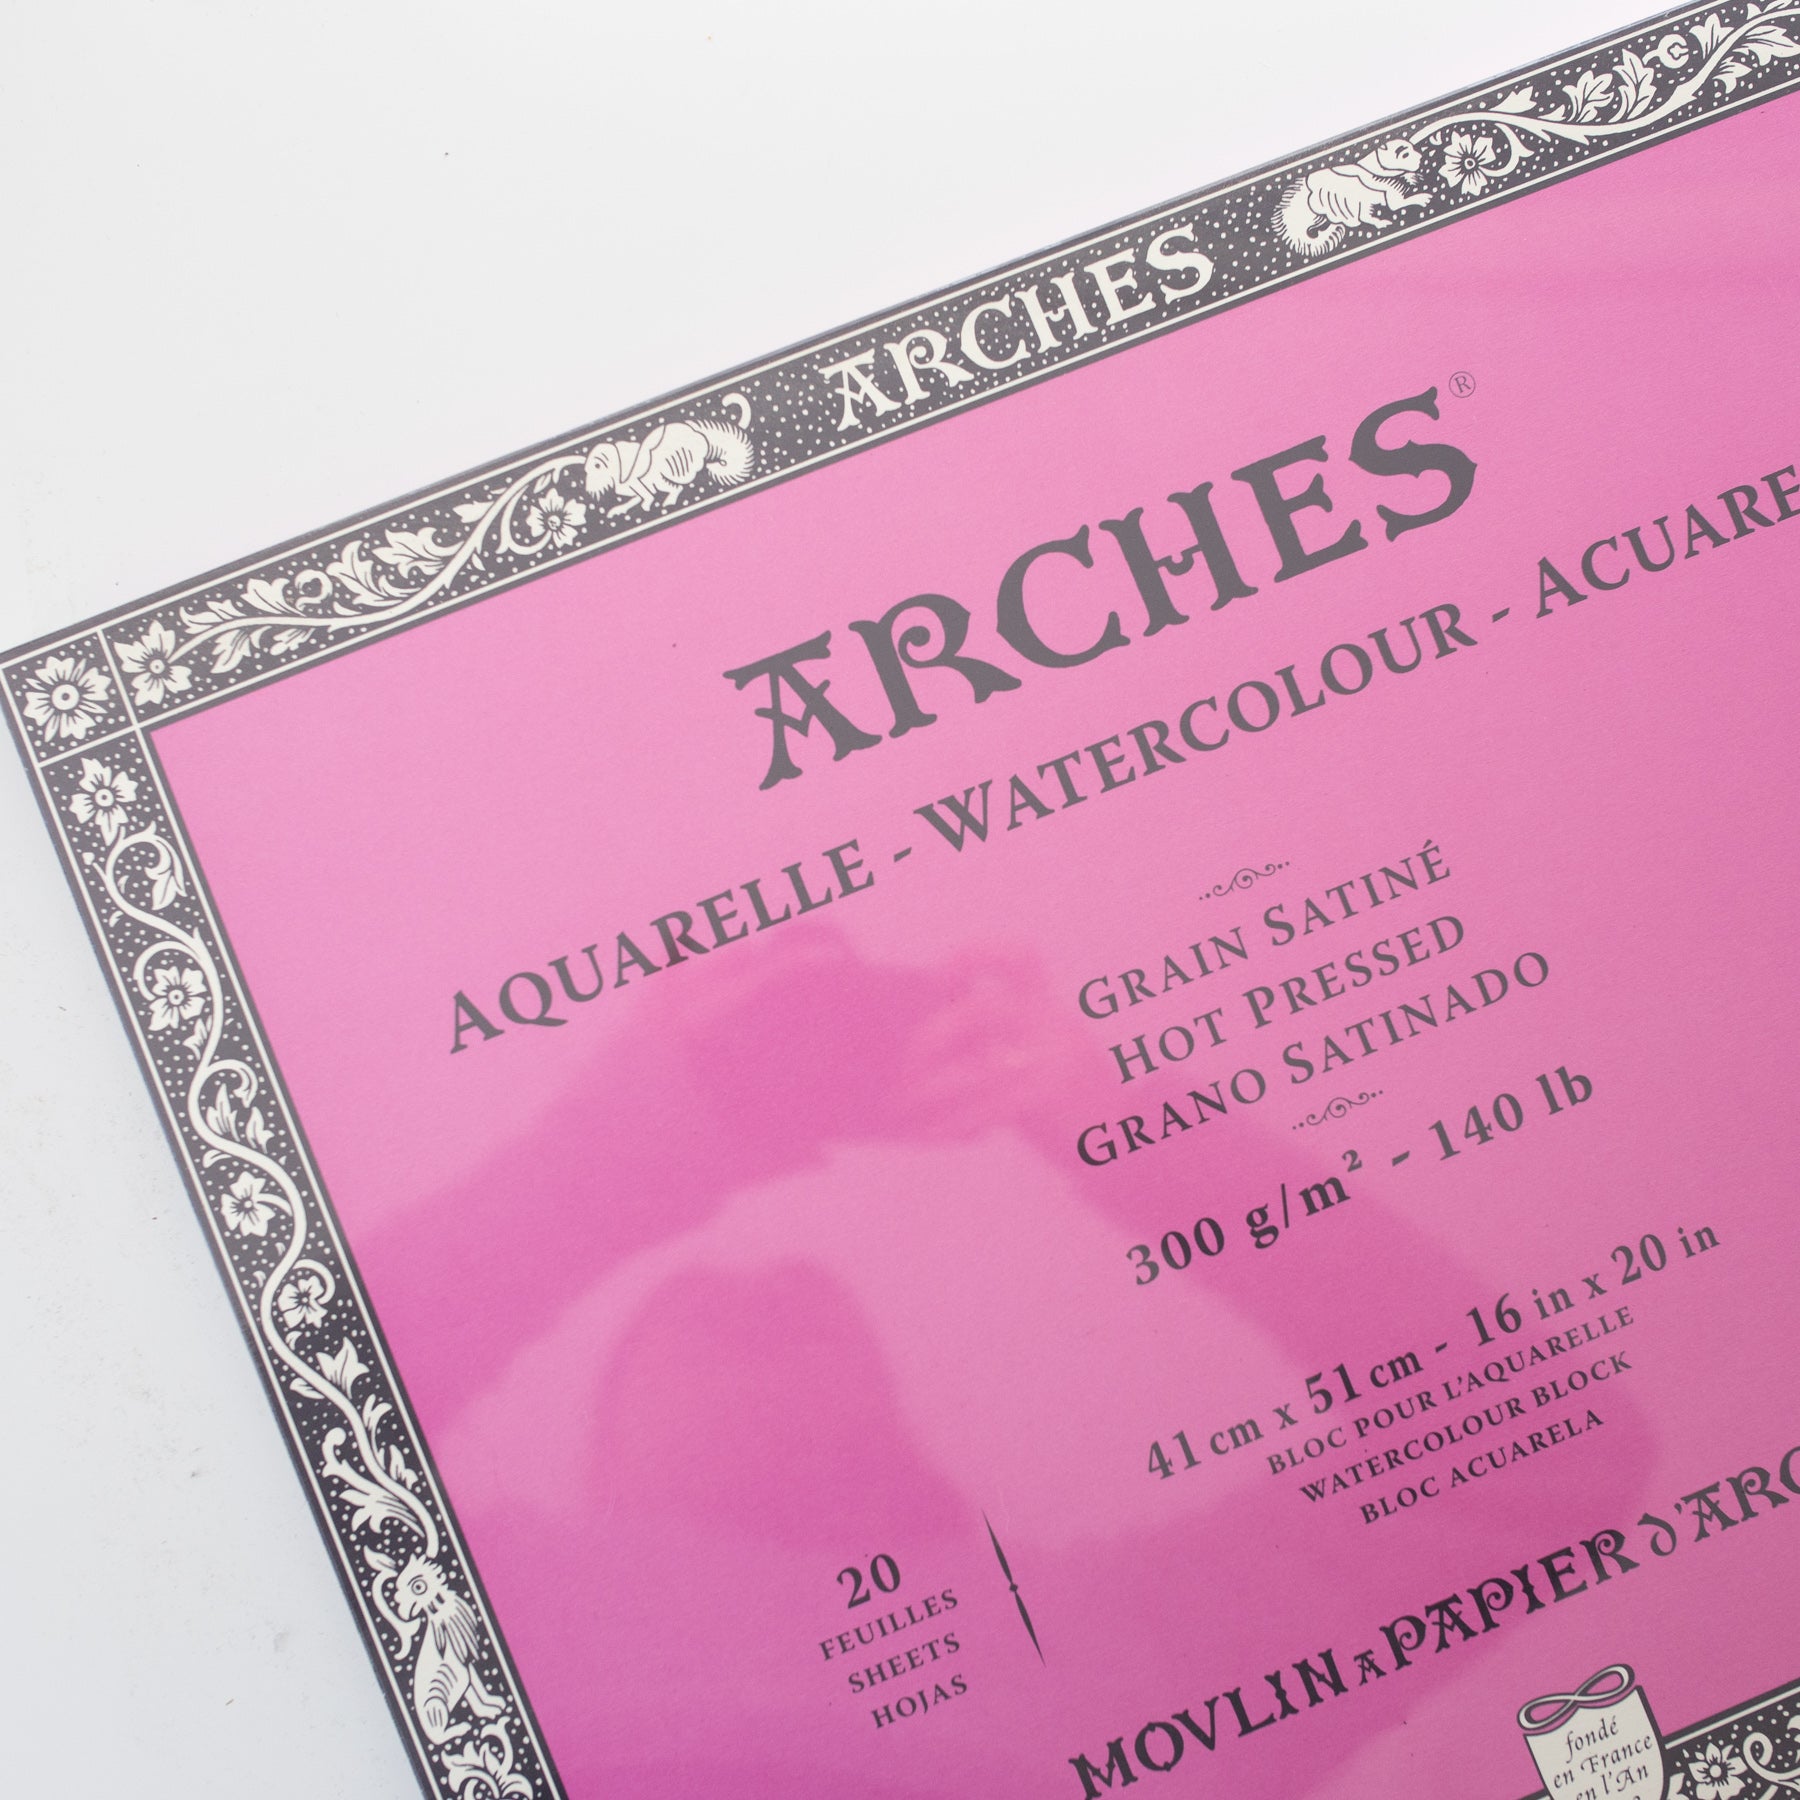 ARCHES
ARCHES®
AQUARELLE - WATERCOLOUR - ACUARE
GRAIN SATINÉ
HOT PRESSED
GRANO SATINADO
300 g/m² - 140 lb
41 cm x 51 cm - 16 in x 20 in
BLOC POUR L'AQUARELLE
WATERCOLOUR BLOCK
BLOC ACUARELA
20
FEUILLES
SHEETS
HOJAS
MOVLIN A PAPIER d'ARC
fondé
en France
en l'An